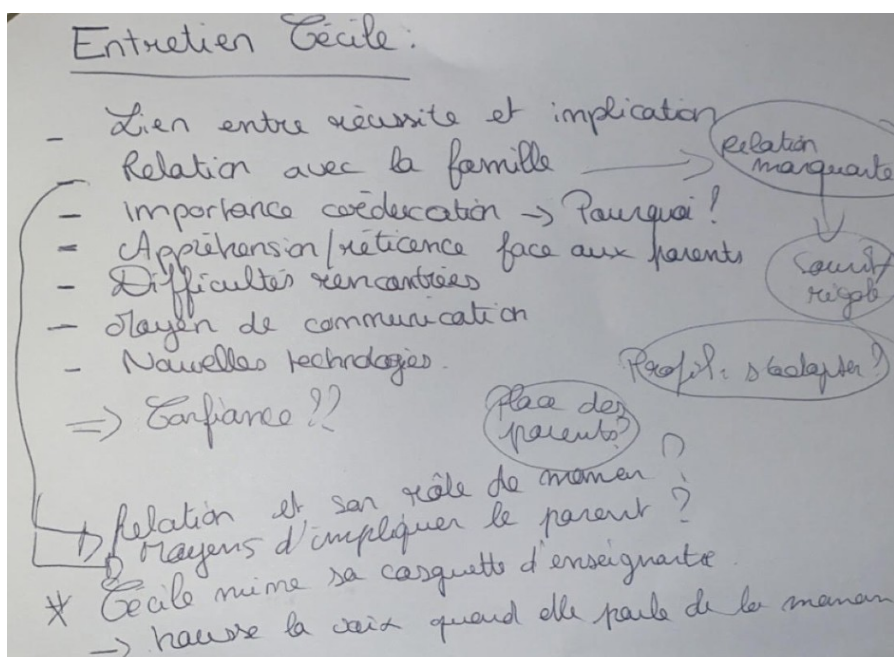 Entretien Cécile :
- Lien entre réussite et implication
- Relation avec la famille →
Relation
marquante
- Importance coéducation → Pourquoi !
- Appréhension/réticence face aux parents
- Difficultés rencontrées
Sourit/
rigole
- Moyen de communication
- Nouvelles technologies.
Profil : s'adapter ?
⇒ Confiance ??
Place des
parents ?
Relation et son rôle de maman ?
Moyens d'impliquer le parent ?
* Cécile mime sa casquette d'enseignante
→ hausse la voix quand elle parle de la maman